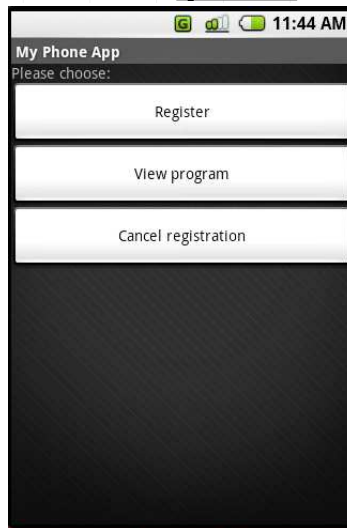 G 11:44 AM
My Phone App
Please choose:
Register
View program
Cancel registration